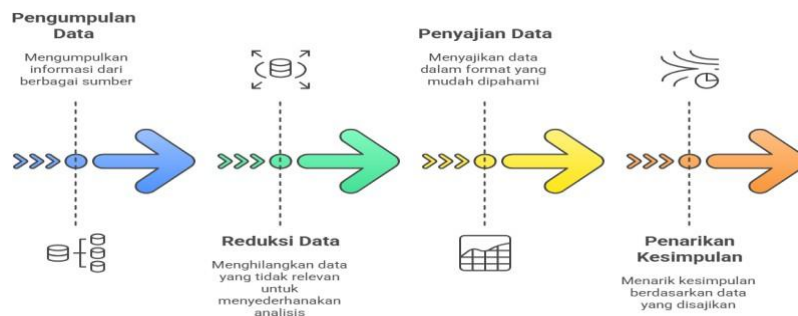 Pengumpulan
Data
Mengumpulkan
informasi dari
berbagai sumber
Reduksi Data
Menghilangkan data
yang tidak relevan
untuk
menyederhanakan
analisis
Penyajian Data
Menyajikan data
dalam format yang
mudah dipahami
Penarikan
Kesimpulan
Menarik kesimpulan
berdasarkan data
yang disajikan